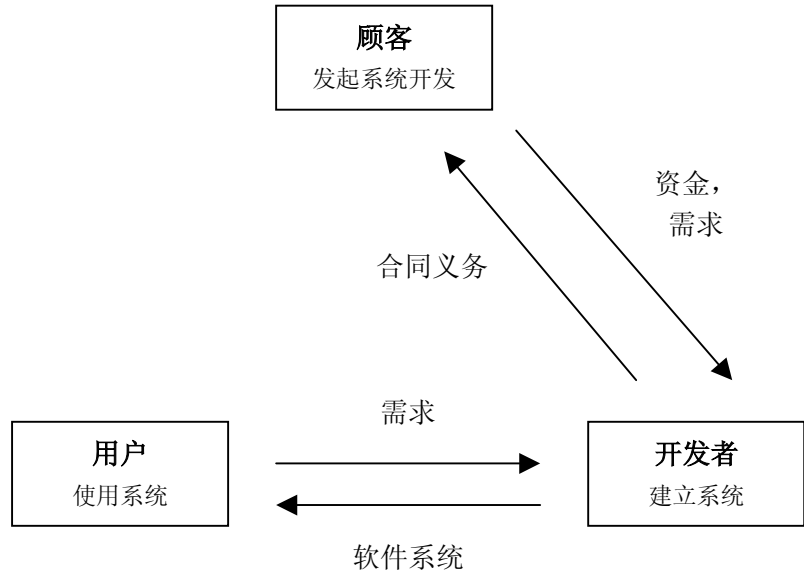 顾客
发起系统开发
资金，
需求
合同义务
需求
用户
使用系统
开发者
建立系统
软件系统